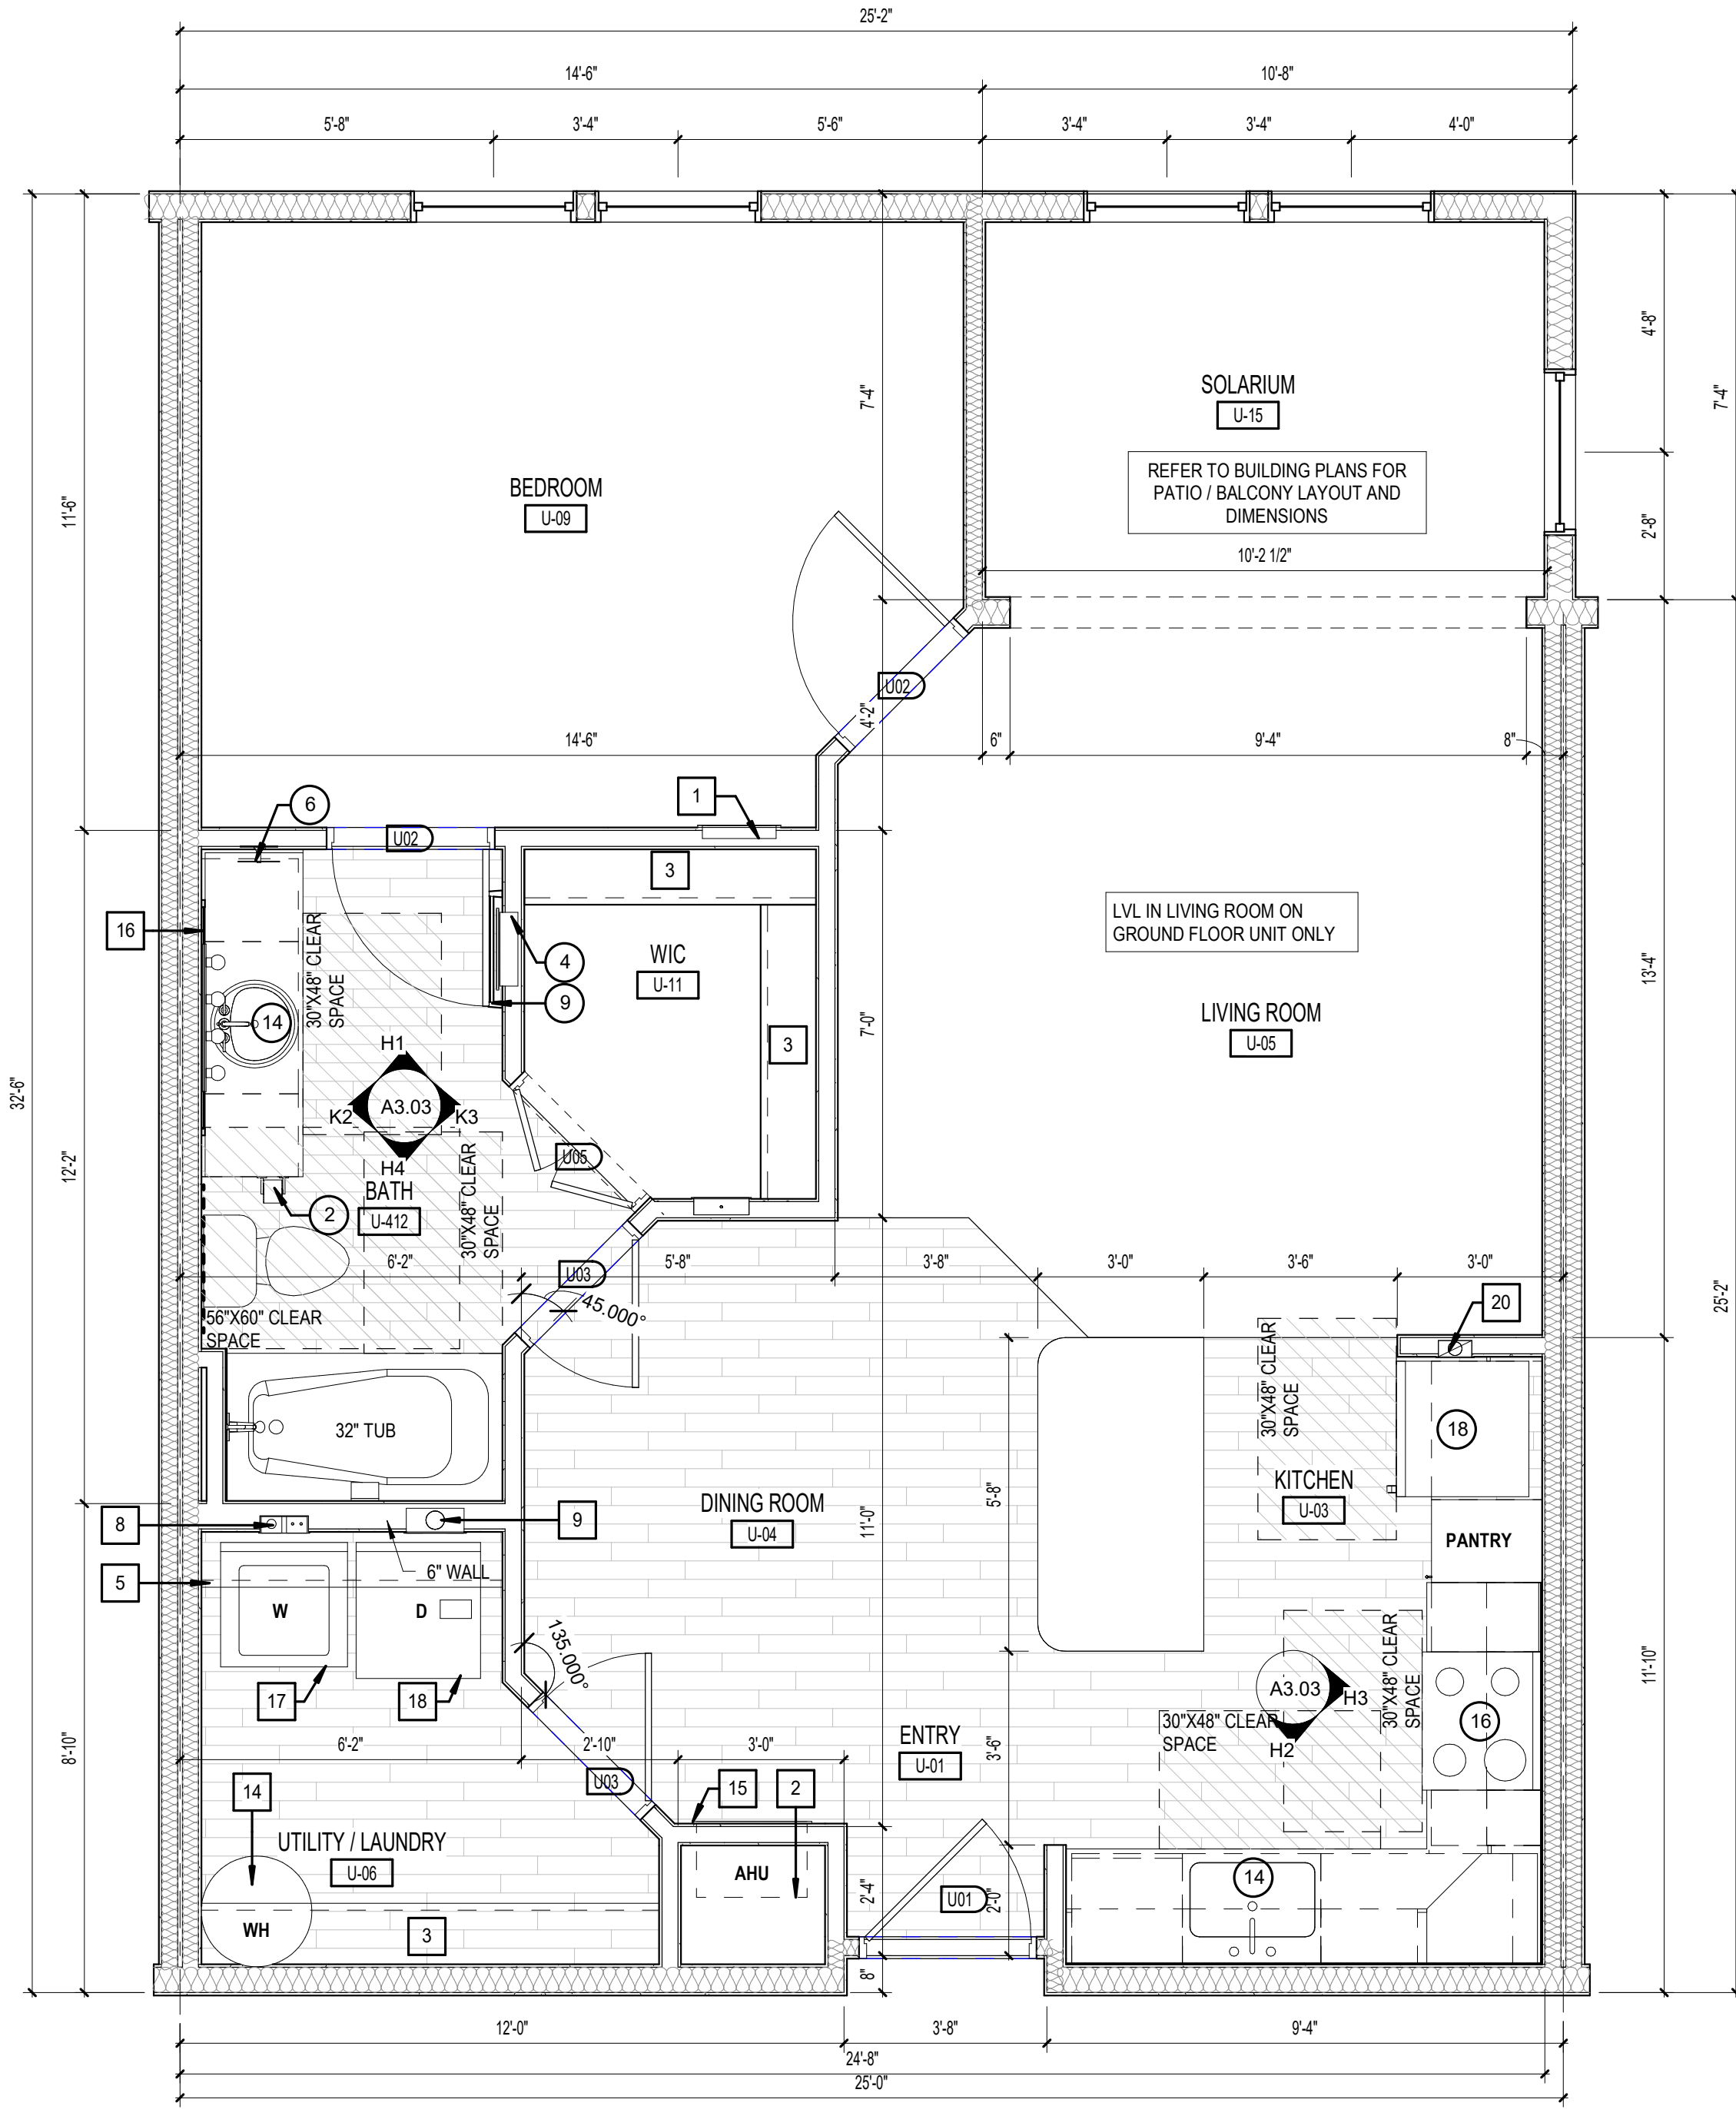 25'-2"
14'-6"
10'-8"
5'-8"
3'-4"
5'-6"
3'-4"
3'-4"
4'-0"
4'-8"
7'-4"
7'-4"
SOLARIUM
U-15
REFER TO BUILDING PLANS FOR
PATIO / BALCONY LAYOUT AND
DIMENSIONS
BEDROOM
U-09
11'-6"
2'-8"
10'-2 1/2"
U02
4'-2"
14'-6"
6"
9'-4"
8"
1
6
U02
3
16
30"X48" CLEAR
SPACE
4
9
WIC
U-11
LVL IN LIVING ROOM ON
GROUND FLOOR UNIT ONLY
13'-4"
LIVING ROOM
U-05
14
7'-0"
3
32'-6"
H1
K2
A3.03
K3
H4
12'-2"
U05
BATH
U-412
30"X48" CLEAR
SPACE
2
6'-2"
U03
5'-8"
3'-8"
3'-0"
3'-6"
3'-0"
45.000°
56"X60" CLEAR
SPACE
20
25'-2"
30"X48" CLEAR
SPACE
32" TUB
18
KITCHEN
U-03
DINING ROOM
U-04
5'-8"
11'-0"
8
9
PANTRY
5
6" WALL
W
D
135.000°
17
18
11'-10"
30"X48" CLEAR
SPACE
A3.03
H3
H2
16
30"X48" CLEAR
SPACE
ENTRY
U-01
3'-6"
8'-10"
6'-2"
2'-10"
3'-0"
U03
14
15
2
UTILITY / LAUNDRY
U-06
AHU
14
2'-4"
U01
2'-0"
WH
3
8"
12'-0"
3'-8"
9'-4"
24'-8"
25'-0"